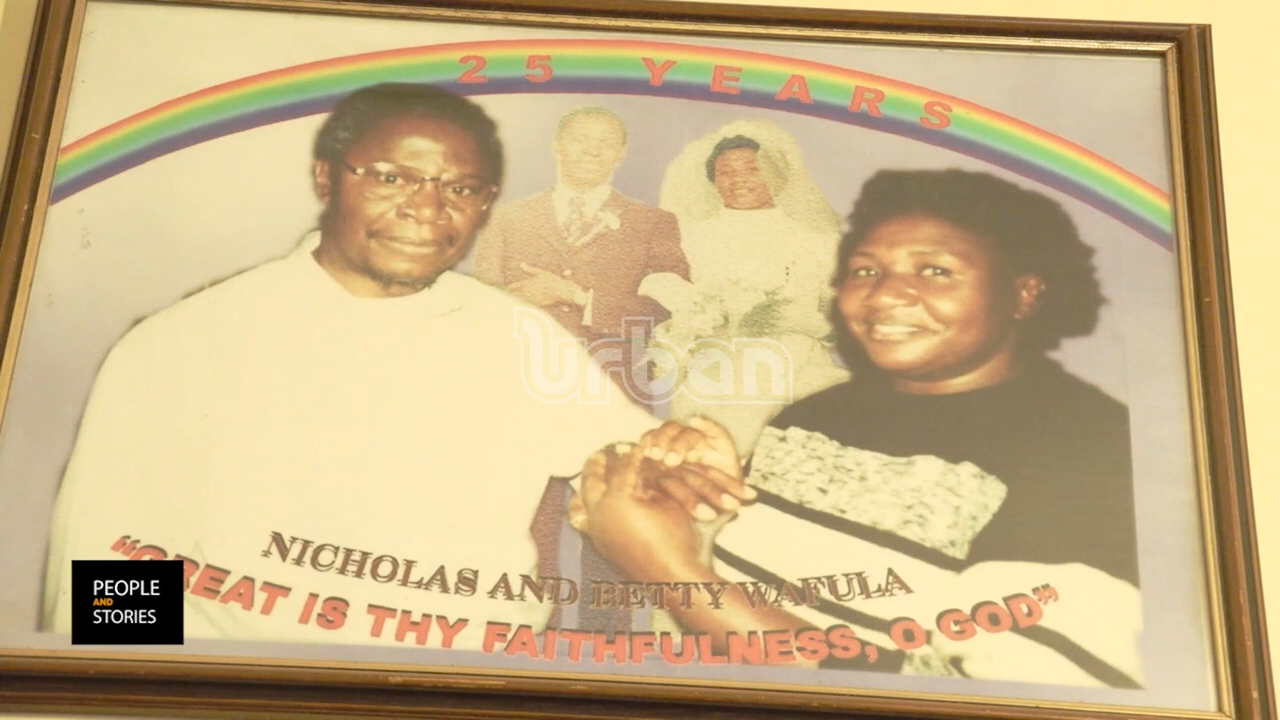 25 YEARS
Urban
NICHOLAS AND BETTY WAFULA
“GREAT IS THY FAITHFULNESS, O GOD”
PEOPLE
AND
STORIES